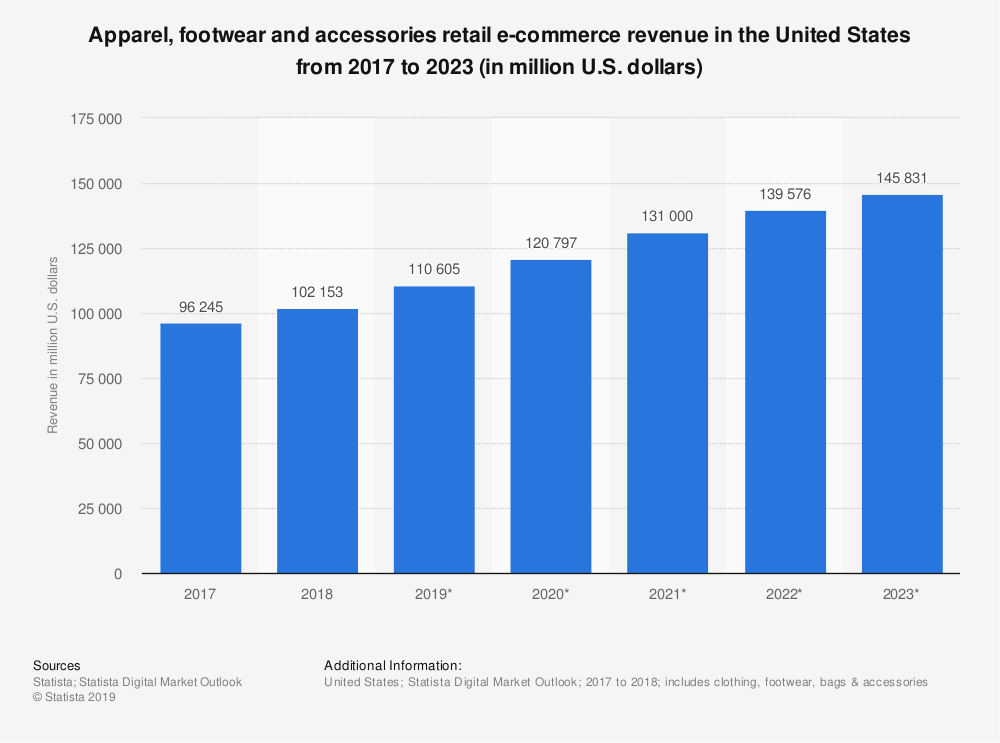 Apparel, footwear and accessories retail e-commerce revenue in the United States
from 2017 to 2023 (in million U.S. dollars)
Revenue in million U.S. dollars
175 000
150 000
125 000
100 000
75 000
50 000
25 000
0
96 245
102 153
110 605
120 797
131 000
139 576
145 831
2017
2018
2019*
2020*
2021*
2022*
2023*
Sources
Statista; Statista Digital Market Outlook
© Statista 2019
Additional Information:
United States; Statista Digital Market Outlook; 2017 to 2018; includes clothing, footwear, bags & accessories